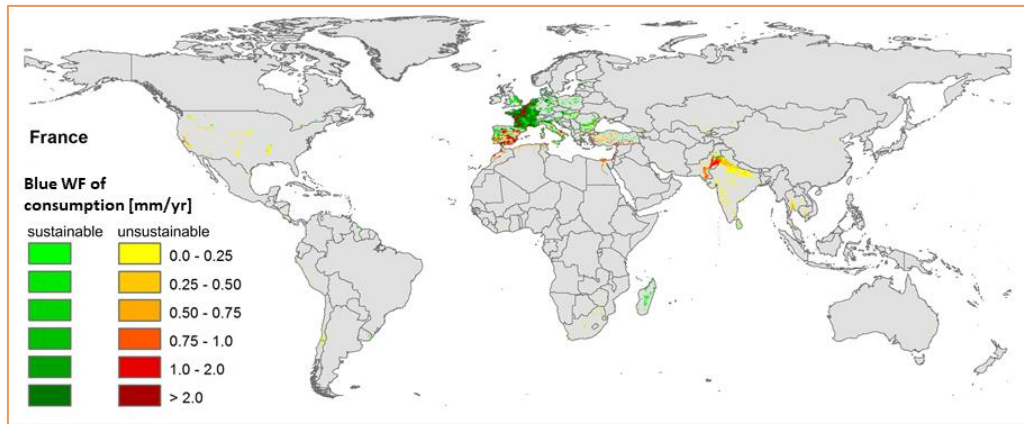 France
Blue WF of
consumption [mm/yr]
sustainable unsustainable
0.0 - 0.25
0.25 - 0.50
0.50 - 0.75
0.75 - 1.0
1.0 - 2.0
> 2.0